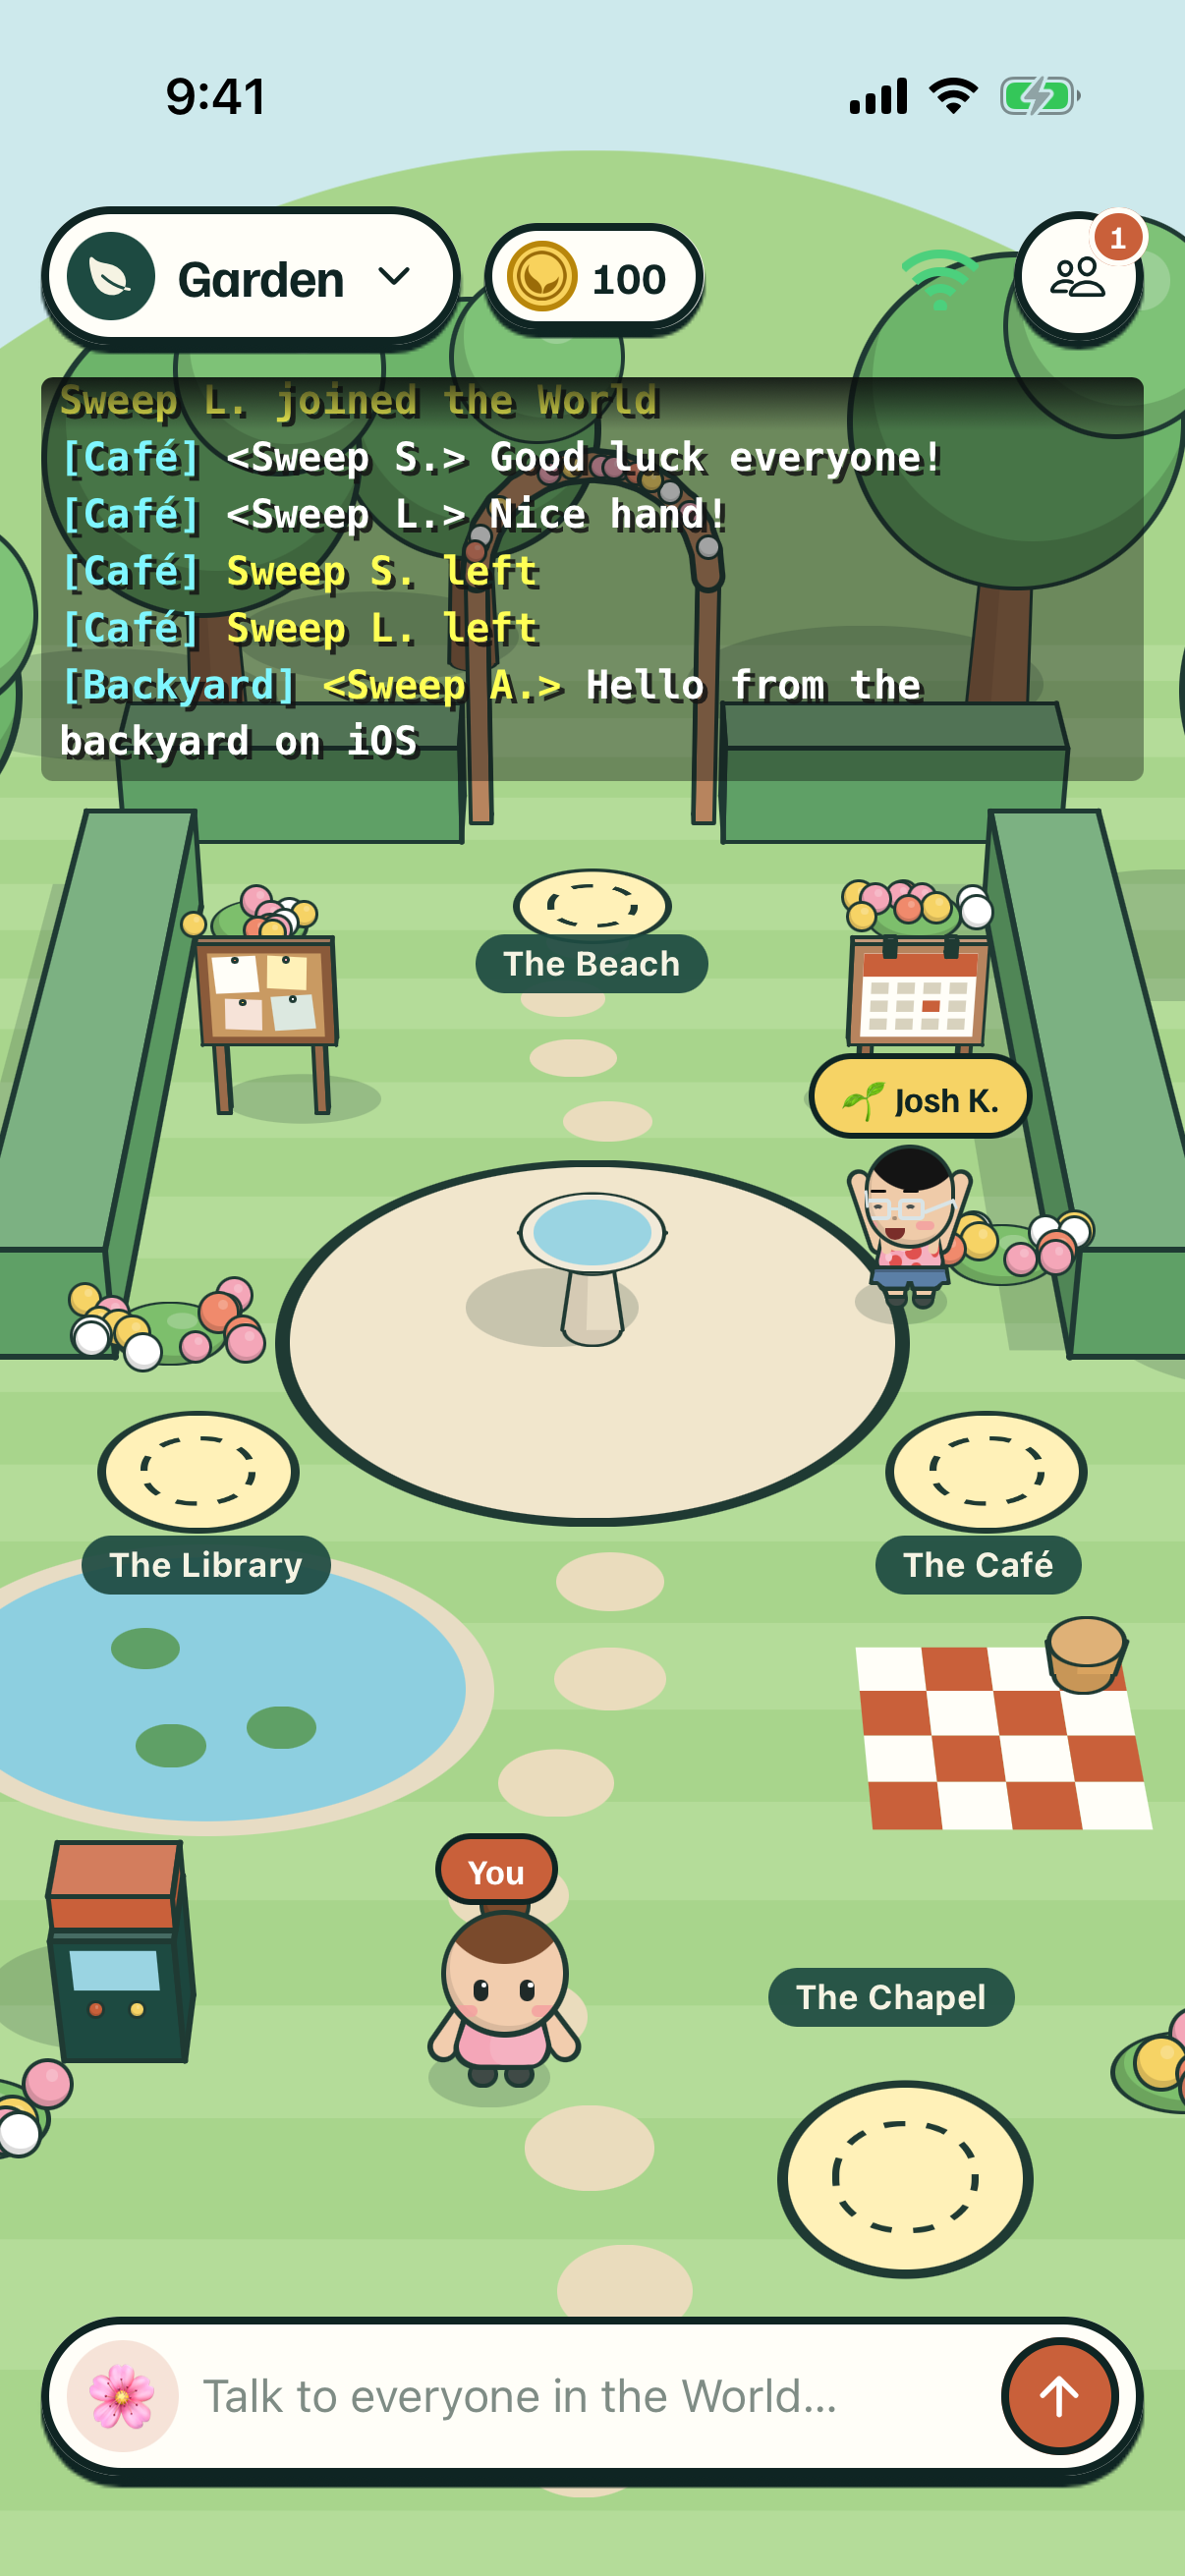 9:41
Garden
100
1
Sweep L. joined the World
[Café] <Sweep S.> Good luck everyone!
[Café] <Sweep L.> Nice hand!
[Café] Sweep S. left
[Café] Sweep L. left
[Backyard] <Sweep A.> Hello from the
backyard on iOS
The Beach
🌱 Josh K.
The Library
The Café
You
The Chapel
Talk to everyone in the World...